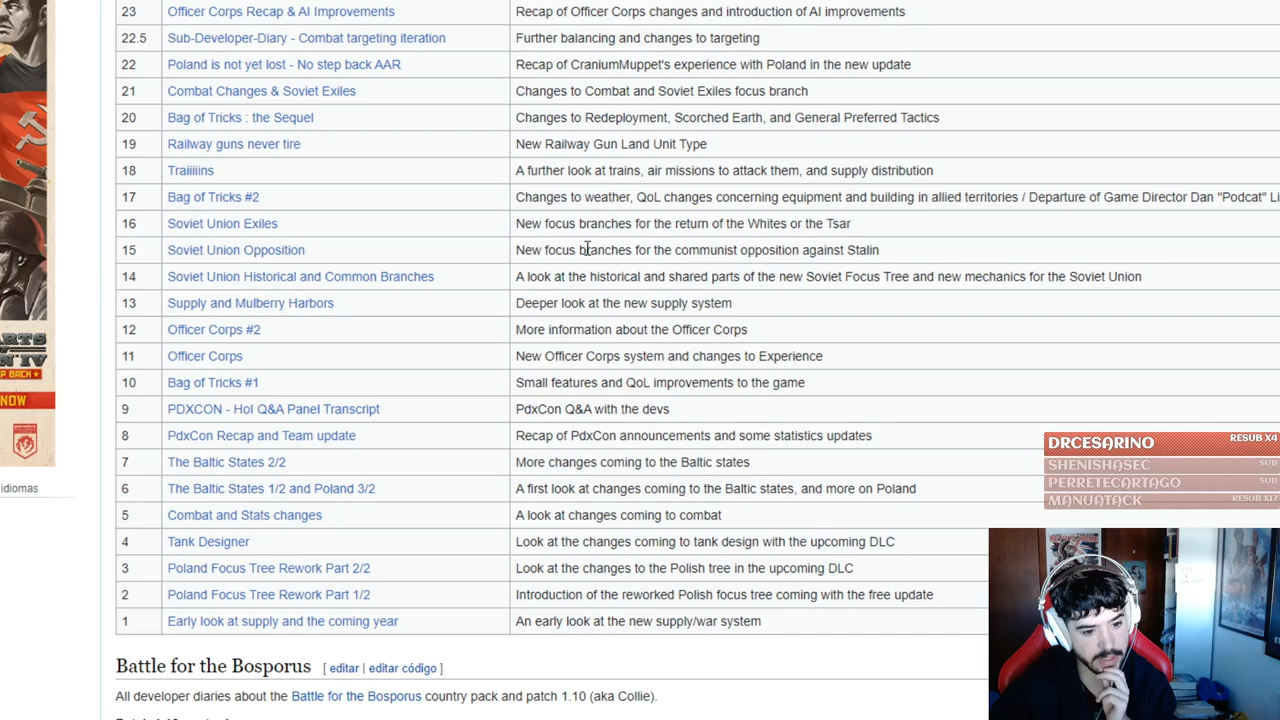 23 Officer Corps Recap & AI Improvements Recap of Officer Corps changes and introduction of AI improvements
22.5 Sub-Developer-Diary - Combat targeting iteration Further balancing and changes to targeting
22 Poland is not yet lost - No step back AAR Recap of CraniumMuppet's experience with Poland in the new update
21 Combat Changes & Soviet Exiles Changes to Combat and Soviet Exiles focus branch
20 Bag of Tricks : the Sequel Changes to Redeployment, Scorched Earth, and General Preferred Tactics
19 Railway guns never tire New Railway Gun Land Unit Type
18 Traiiiiins A further look at trains, air missions to attack them, and supply distribution
17 Bag of Tricks #2 Changes to weather, QoL changes concerning equipment and building in allied territories / Departure of Game Director Dan "Podcat" Li
16 Soviet Union Exiles New focus branches for the return of the Whites or the Tsar
15 Soviet Union Opposition New focus branches for the communist opposition against Stalin
14 Soviet Union Historical and Common Branches A look at the historical and shared parts of the new Soviet Focus Tree and new mechanics for the Soviet Union
13 Supply and Mulberry Harbors Deeper look at the new supply system
12 Officer Corps #2 More information about the Officer Corps
11 Officer Corps New Officer Corps system and changes to Experience
10 Bag of Tricks #1 Small features and QoL improvements to the game
9 PDXCON - HoI Q&A Panel Transcript PdxCon Q&A with the devs
8 PdxCon Recap and Team update Recap of PdxCon announcements and some statistics updates
7 The Baltic States 2/2 More changes coming to the Baltic states
6 The Baltic States 1/2 and Poland 3/2 A first look at changes coming to the Baltic states, and more on Poland
5 Combat and Stats changes A look at changes coming to combat
4 Tank Designer Look at the changes coming to tank design with the upcoming DLC
3 Poland Focus Tree Rework Part 2/2 Look at the changes to the Polish tree in the upcoming DLC
2 Poland Focus Tree Rework Part 1/2 Introduction of the reworked Polish focus tree coming with the free update
1 Early look at supply and the coming year An early look at the new supply/war system
Battle for the Bosporus [ editar | editar código ]
All developer diaries about the Battle for the Bosporus country pack and patch 1.10 (aka Collie).
ARTS
N IV
P BACK
NOW
idiomas
DRCESARINO RESUB X4
SHENISHASEC SUB
PERRETECARTAGO SUB
MANUATACK RESUB X17